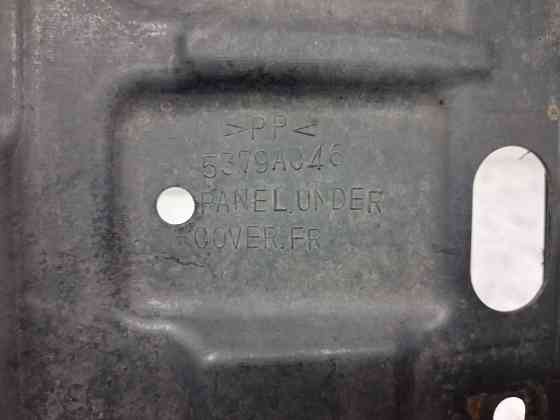 >PP<
5379A046
PANEL,UNDER
COVER,FR